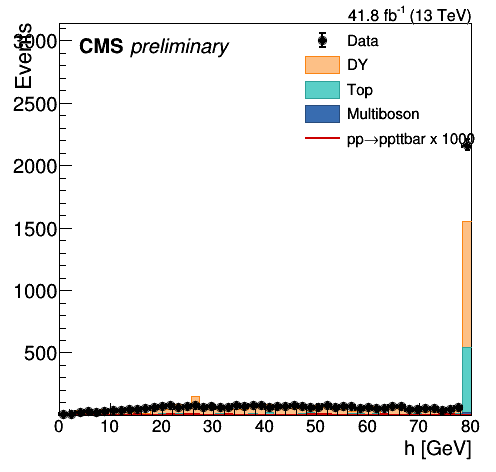 41.8 fb⁻¹ (13 TeV)
CMS preliminary
Data
DY
Top
Multiboson
pp→ppttbar x 1000
Events
3000
2500
2000
1500
1000
500
0 10 20 30 40 50 60 70 80
h [GeV]